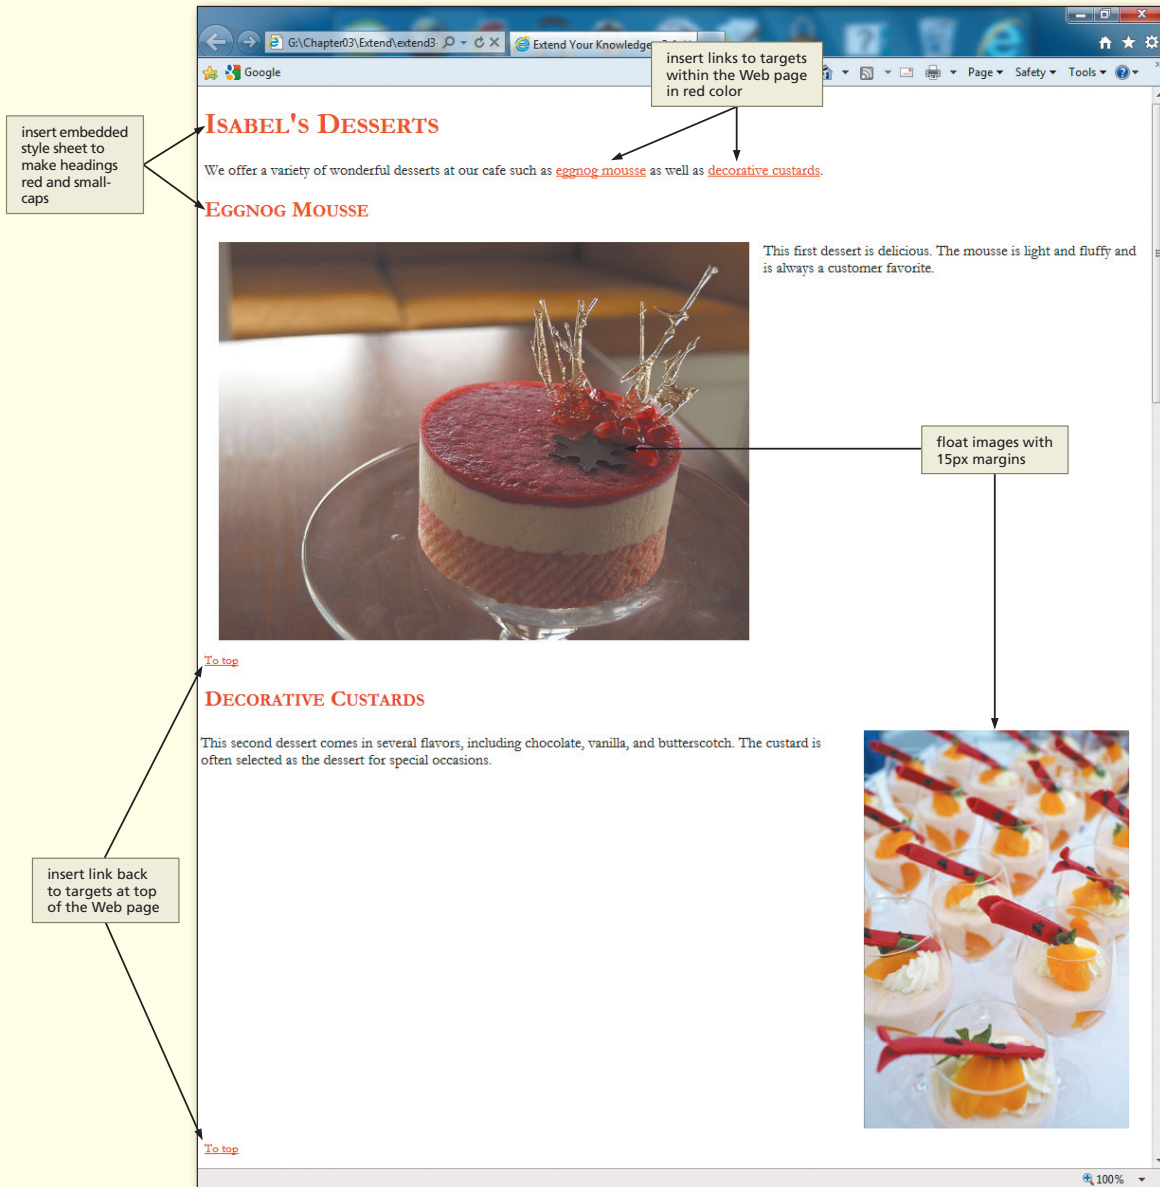 G:\Chapter03\Extend\extend3-
Extend Your Knowledge
Google
Page
Safety
Tools
insert links to targets
within the Web page
in red color
insert embedded
style sheet to
make headings
red and small-
caps
ISABEL'S DESSERTS
We offer a variety of wonderful desserts at our cafe such as eggnog mousse as well as decorative custards.
EGGNOG MOUSSE
This first dessert is delicious. The mousse is light and fluffy and
is always a customer favorite.
float images with
15px margins
To top
DECORATIVE CUSTARDS
This second dessert comes in several flavors, including chocolate, vanilla, and butterscotch. The custard is
often selected as the dessert for special occasions.
insert link back
to targets at top
of the Web page
To top
100%